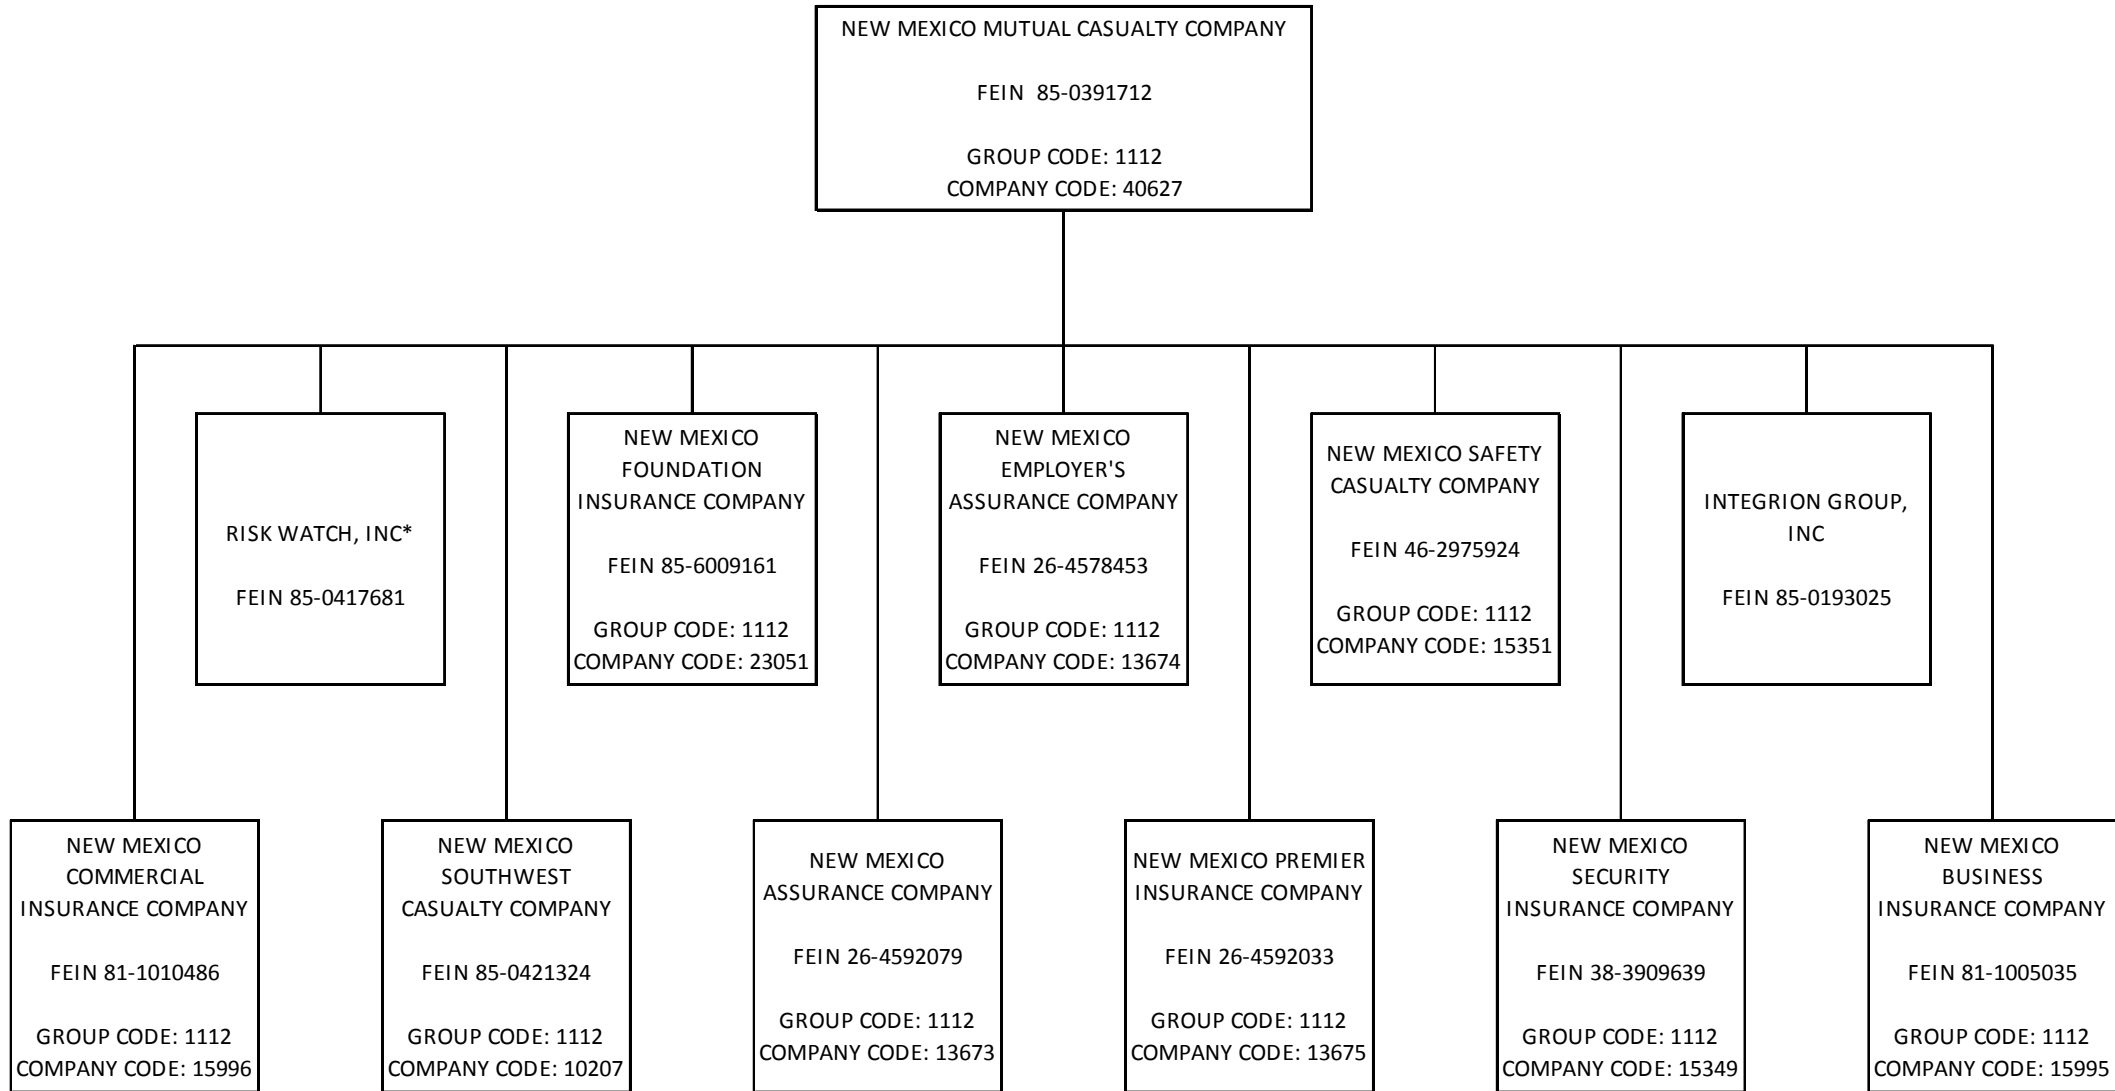 NEW MEXICO MUTUAL CASUALTY COMPANY
FEIN  85-0391712
GROUP CODE: 1112
COMPANY CODE: 40627
RISK WATCH, INC*
FEIN 85-0417681
NEW MEXICO
FOUNDATION
INSURANCE COMPANY
FEIN 85-6009161
GROUP CODE: 1112
COMPANY CODE: 23051
NEW MEXICO
EMPLOYER'S
ASSURANCE COMPANY
FEIN 26-4578453
GROUP CODE: 1112
COMPANY CODE: 13674
NEW MEXICO SAFETY
CASUALTY COMPANY
FEIN 46-2975924
GROUP CODE: 1112
COMPANY CODE: 15351
INTEGRION GROUP,
INC
FEIN 85-0193025
NEW MEXICO
COMMERCIAL
INSURANCE COMPANY
FEIN 81-1010486
GROUP CODE: 1112
COMPANY CODE: 15996
NEW MEXICO
SOUTHWEST
CASUALTY COMPANY
FEIN 85-0421324
GROUP CODE: 1112
COMPANY CODE: 10207
NEW MEXICO
ASSURANCE COMPANY
FEIN 26-4592079
GROUP CODE: 1112
COMPANY CODE: 13673
NEW MEXICO PREMIER
INSURANCE COMPANY
FEIN 26-4592033
GROUP CODE: 1112
COMPANY CODE: 13675
NEW MEXICO
SECURITY
INSURANCE COMPANY
FEIN 38-3909639
GROUP CODE: 1112
COMPANY CODE: 15349
NEW MEXICO
BUSINESS
INSURANCE COMPANY
FEIN 81-1005035
GROUP CODE: 1112
COMPANY CODE: 15995